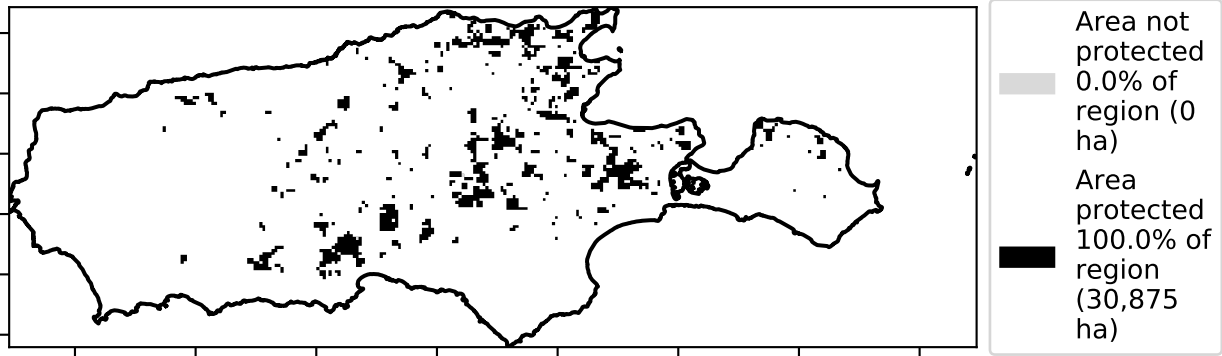 Area not
protected
0.0% of
region (0
ha)
Area
protected
100.0% of
region
(30,875
ha)